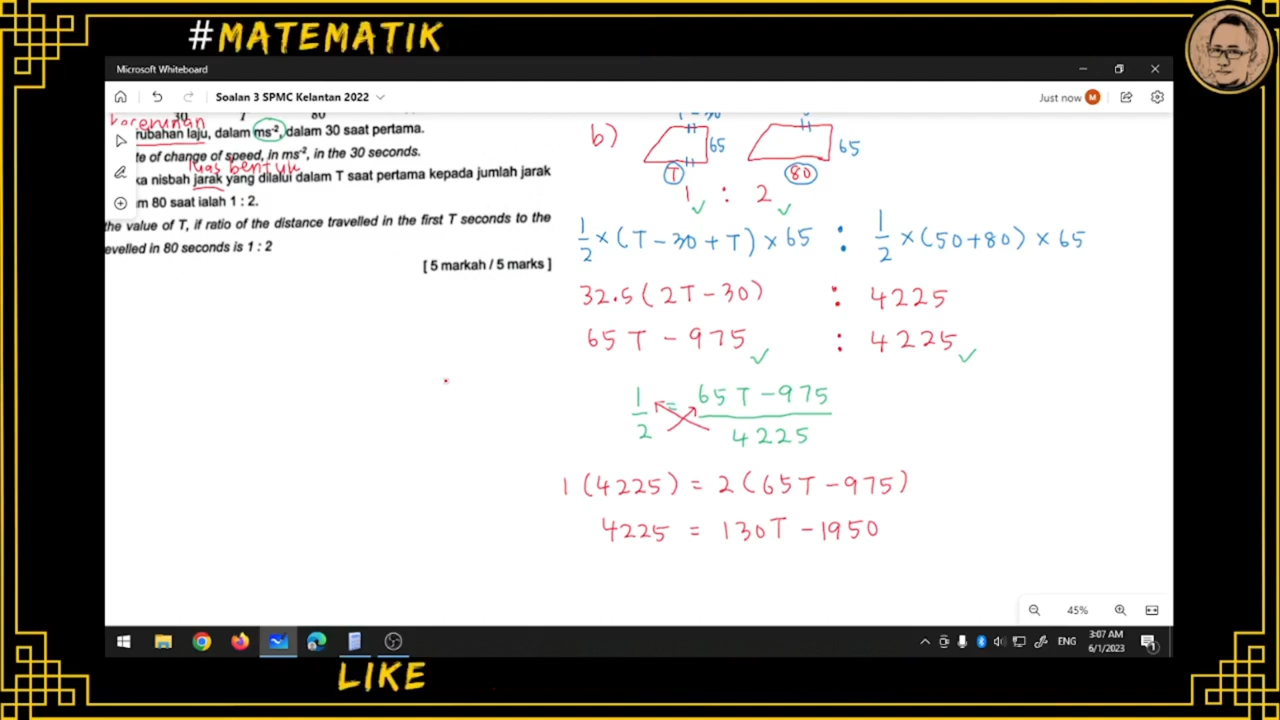 #MATEMATIK
Microsoft Whiteboard
Soalan 3 SPMC Kelantan 2022
Just now M
30 T 80
kecerunan
rubahan laju, dalam ms⁻², dalam 30 saat pertama.
te of change of speed, in ms⁻², in the 30 seconds.
luas bentuk
ka nisbah jarak yang dilalui dalam T saat pertama kepada jumlah jarak
m 80 saat ialah 1 : 2.
the value of T, if ratio of the distance travelled in the first T seconds to the
evelled in 80 seconds is 1 : 2
[ 5 markah / 5 marks ]
b) 65 65
T 80
1 : 2
1/2 × (T - 30 + T) × 65 : 1/2 × (50 + 80) × 65
32.5 (2T - 30) : 4225
65T - 975 : 4225
1/2 = (65T - 975)/4225
1 (4225) = 2 (65T - 975)
4225 = 130T - 1950
45%
ENG
3:07 AM
6/1/2023
1
LIKE